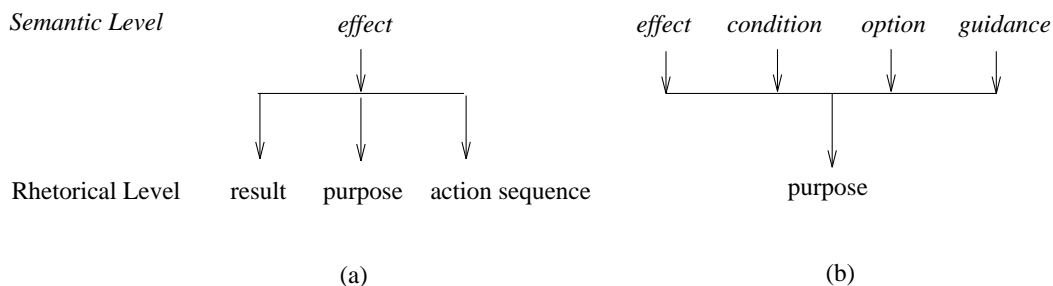 Semantic Level effect effect condition option guidance
Rhetorical Level result purpose action sequence purpose
(a) (b)